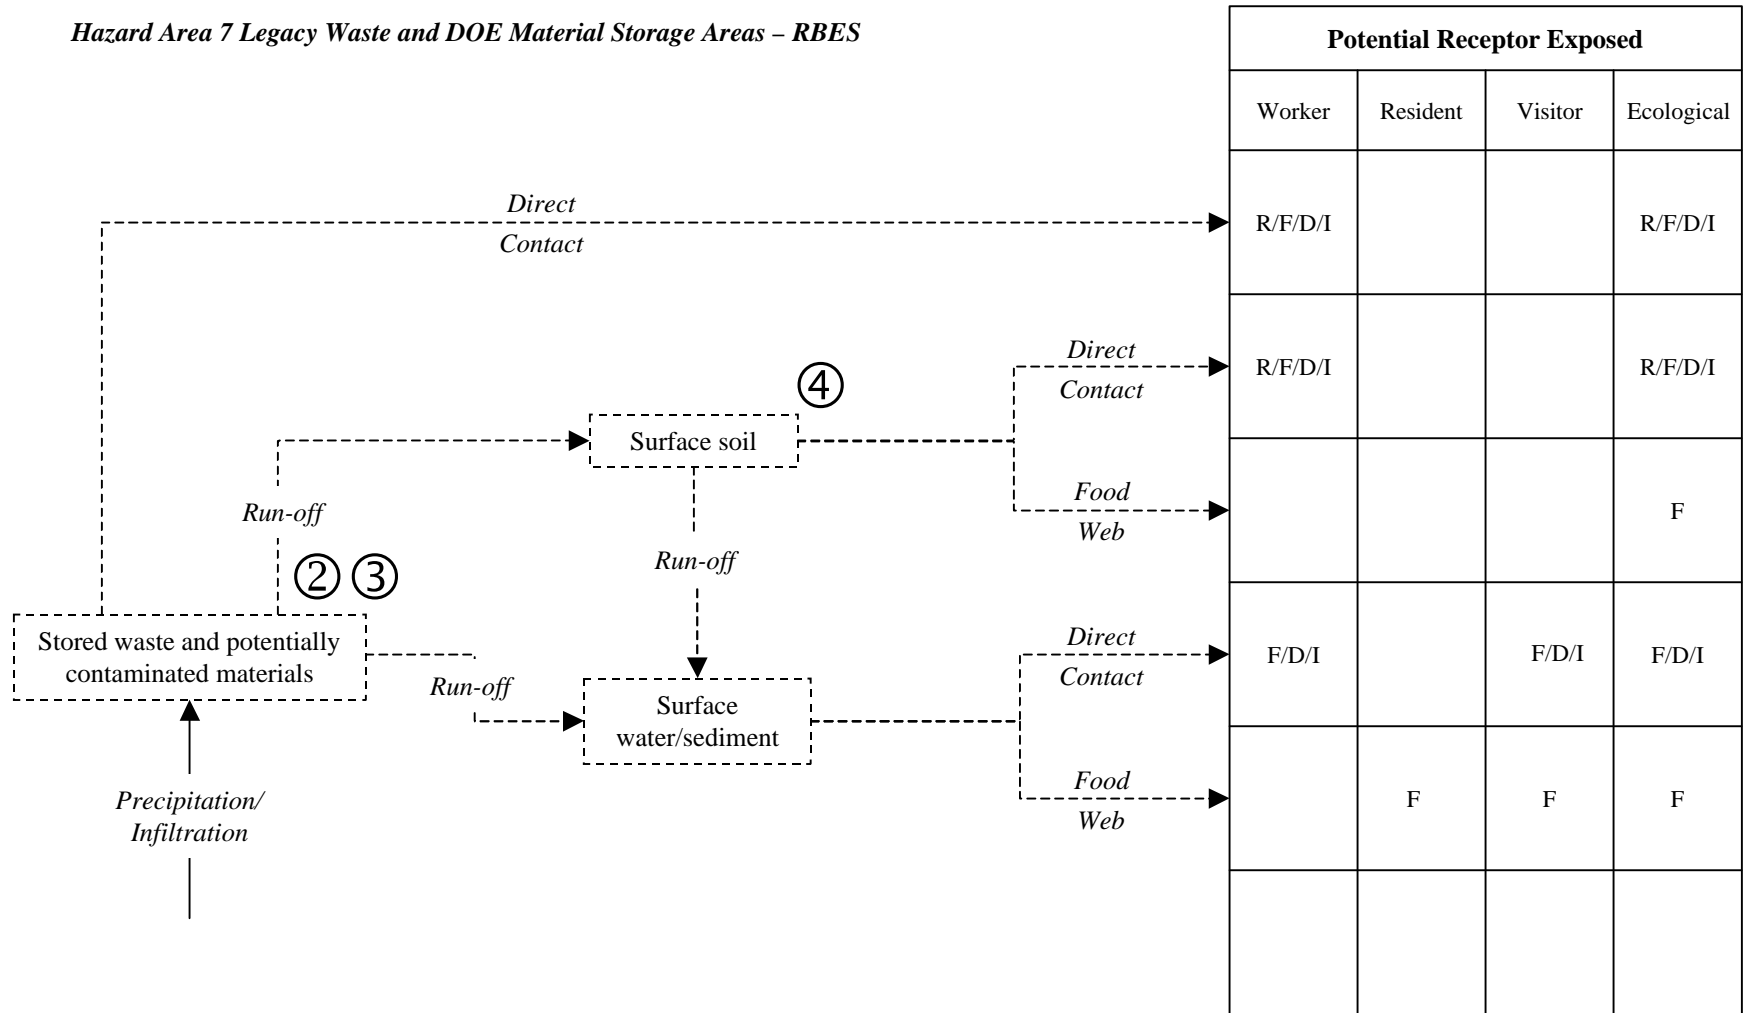 Hazard Area 7 Legacy Waste and DOE Material Storage Areas – RBES
Potential Receptor Exposed
Worker Resident Visitor Ecological
Direct
Contact
R/F/D/I R/F/D/I
Direct
Contact
R/F/D/I R/F/D/I
④
Surface soil
Food
Web
F
Run-off
Run-off
② ③
Stored waste and potentially
contaminated materials
Run-off
Surface
water/sediment
Direct
Contact
F/D/I F/D/I F/D/I
Food
Web
F F F
Precipitation/
Infiltration